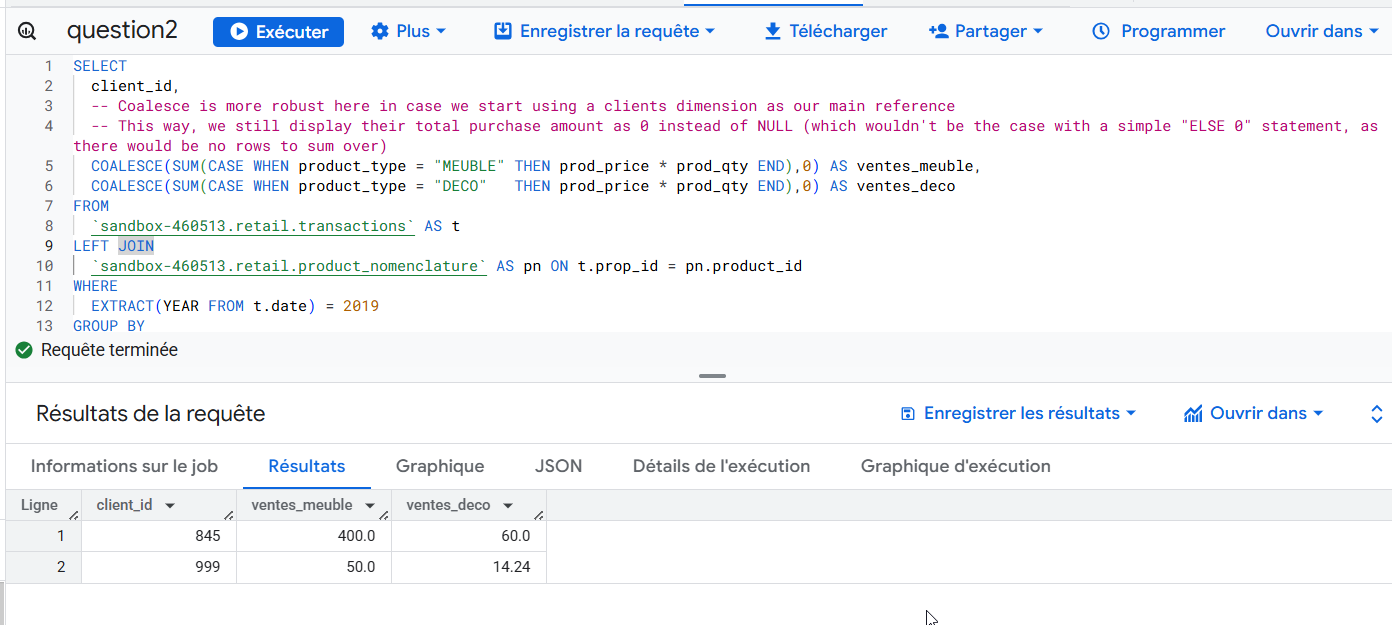 question2 Exécuter Plus Enregistrer la requête Télécharger Partager Programmer Ouvrir dans
1 SELECT
2 client_id,
3 -- Coalesce is more robust here in case we start using a clients dimension as our main reference
4 -- This way, we still display their total purchase amount as 0 instead of NULL (which wouldn't be the case with a simple "ELSE 0" statement, as
there would be no rows to sum over)
5 COALESCE(SUM(CASE WHEN product_type = "MEUBLE" THEN prod_price * prod_qty END),0) AS ventes_meuble,
6 COALESCE(SUM(CASE WHEN product_type = "DECO"   THEN prod_price * prod_qty END),0) AS ventes_deco
7 FROM
8 `sandbox-460513.retail.transactions` AS t
9 LEFT JOIN
10 `sandbox-460513.retail.product_nomenclature` AS pn ON t.prop_id = pn.product_id
11 WHERE
12 EXTRACT(YEAR FROM t.date) = 2019
13 GROUP BY
Requête terminée
Résultats de la requête Enregistrer les résultats Ouvrir dans
Informations sur le job Résultats Graphique JSON Détails de l'exécution Graphique d'exécution
Ligne client_id ventes_meuble ventes_deco
1 845 400.0 60.0
2 999 50.0 14.24